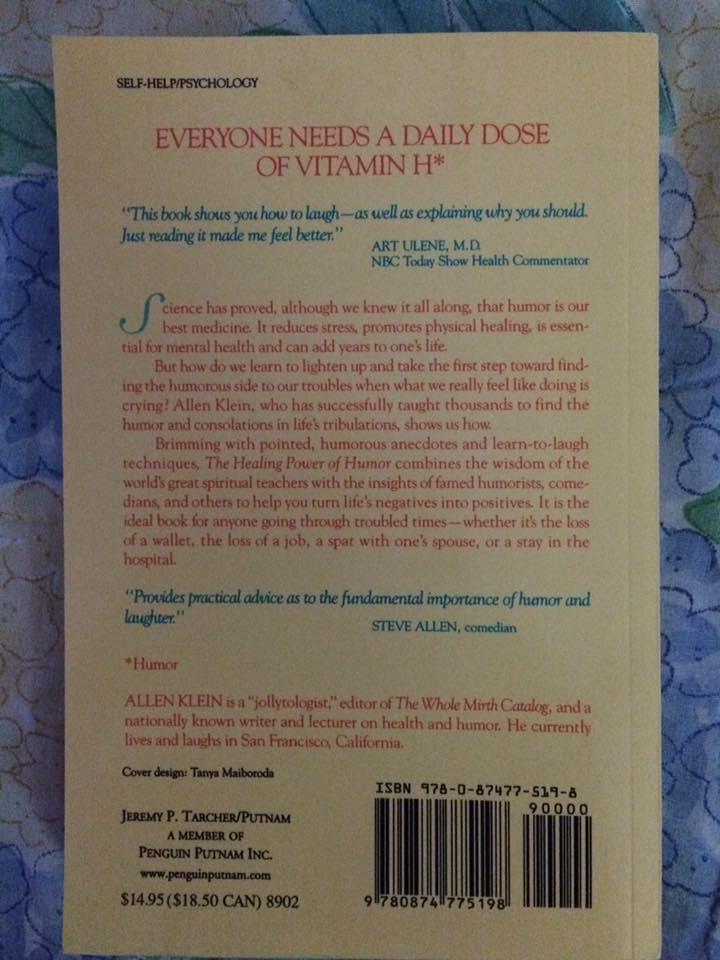 SELF-HELP/PSYCHOLOGY
EVERYONE NEEDS A DAILY DOSE
OF VITAMIN H*
"This book shows you how to laugh—as well as explaining why you should.
Just reading it made me feel better."
ART ULENE, M.D.
NBC Today Show Health Commentator
Science has proved, although we knew it all along, that humor is our
best medicine. It reduces stress, promotes physical healing, is essen-
tial for mental health and can add years to one's life.
But how do we learn to lighten up and take the first step toward find-
ing the humorous side to our troubles when what we really feel like doing is
crying? Allen Klein, who has successfully taught thousands to find the
humor and consolations in life's tribulations, shows us how.
Brimming with pointed, humorous anecdotes and learn-to-laugh
techniques, The Healing Power of Humor combines the wisdom of the
world's great spiritual teachers with the insights of famed humorists, come-
dians, and others to help you turn life's negatives into positives. It is the
ideal book for anyone going through troubled times—whether it's the loss
of a wallet, the loss of a job, a spat with one's spouse, or a stay in the
hospital.
"Provides practical advice as to the fundamental importance of humor and
laughter."
STEVE ALLEN, comedian
*Humor
ALLEN KLEIN is a "jollytologist," editor of The Whole Mirth Catalog, and a
nationally known writer and lecturer on health and humor. He currently
lives and laughs in San Francisco, California.
Cover design: Tanya Maiboroda
JEREMY P. TARCHER/PUTNAM
A MEMBER OF
PENGUIN PUTNAM INC.
www.penguinputnam.com
$14.95 ($18.50 CAN) 8902
ISBN 978-0-87477-519-8
90000
9 780874 775198